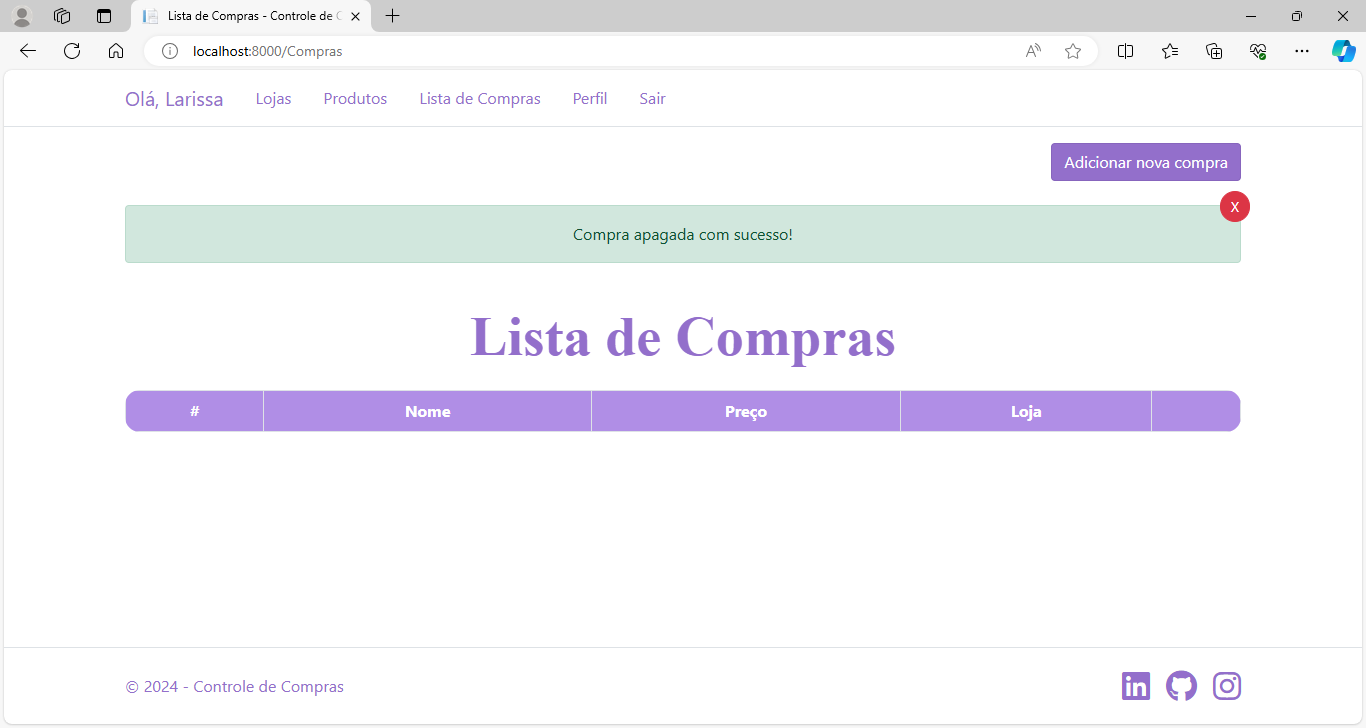 Lista de Compras - Controle de C
localhost:8000/Compras
Olá, Larissa Lojas Produtos Lista de Compras Perfil Sair
Adicionar nova compra
X
Compra apagada com sucesso!
Lista de Compras
# Nome Preço Loja
© 2024 - Controle de Compras